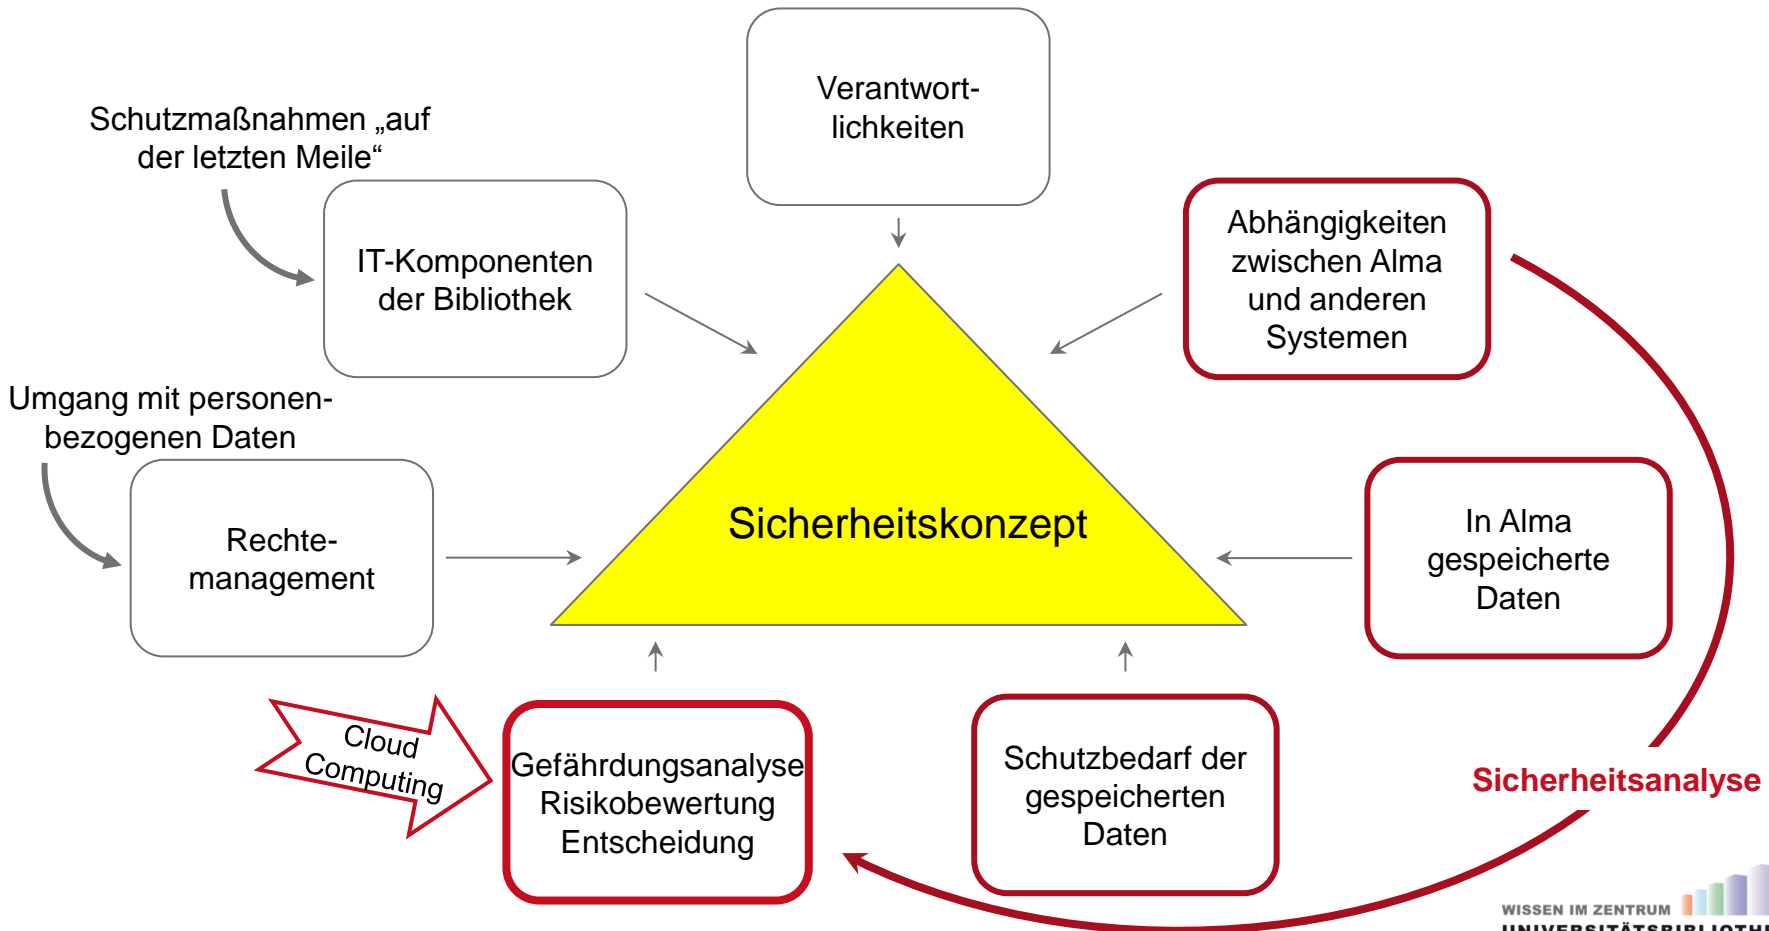 Verantwort-
lichkeiten
Schutzmaßnahmen „auf
der letzten Meile“
IT-Komponenten
der Bibliothek
Abhängigkeiten
zwischen Alma
und anderen
Systemen
Umgang mit personen-
bezogenen Daten
Rechte-
management
Sicherheitskonzept
In Alma
gespeicherte
Daten
Cloud
Computing
Gefährdungsanalyse
Risikobewertung
Entscheidung
Schutzbedarf der
gespeicherten
Daten
Sicherheitsanalyse
WISSEN IM ZENTRUM